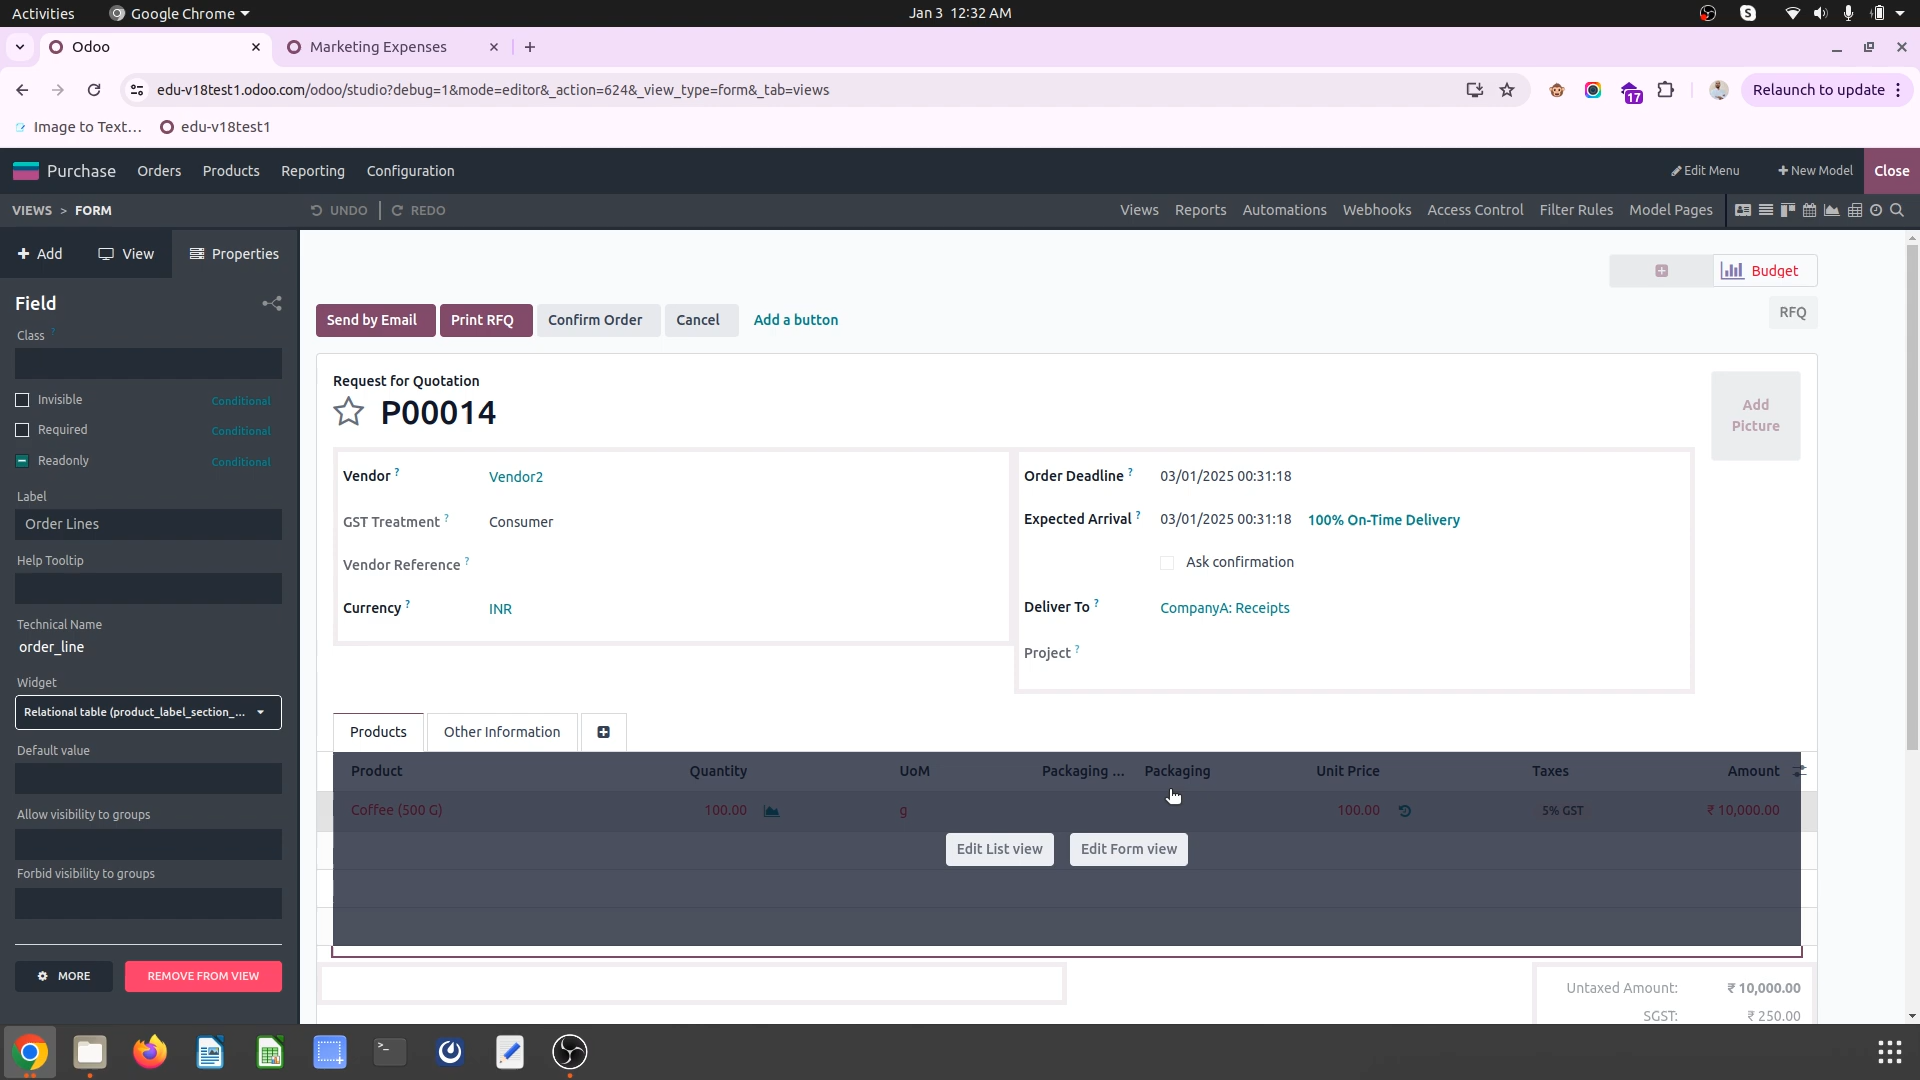 Activities Google Chrome Jan 3 12:32 AM S
Odoo Marketing Expenses
edu-v18test1.odoo.com/odoo/studio?debug=1&mode=editor&_action=624&_view_type=form&_tab=views 17 Relaunch to update
Image to Text... edu-v18test1
Purchase Orders Products Reporting Configuration Edit Menu New Model Close
VIEWS > FORM UNDO REDO Views Reports Automations Webhooks Access Control Filter Rules Model Pages
Add View Properties
Budget
Field
Class ?
Send by Email Print RFQ Confirm Order Cancel Add a button RFQ
Request for Quotation
P00014
Add
Picture
Invisible Conditional
Required Conditional
Readonly Conditional
Vendor ? Vendor2 Order Deadline ? 03/01/2025 00:31:18
Label
Order Lines
GST Treatment ? Consumer Expected Arrival ? 03/01/2025 00:31:18 100% On-Time Delivery
Help Tooltip
Vendor Reference ? Ask confirmation
Currency ? INR Deliver To ? CompanyA: Receipts
Technical Name
order_line
Project ?
Widget
Relational table (product_label_section_...
Products Other Information
Default value
Product Quantity UoM Packaging ... Packaging Unit Price Taxes Amount
Coffee (500 G) 100.00 g 100.00 5% GST ₹ 10,000.00
Allow visibility to groups
Edit List view Edit Form view
Forbid visibility to groups
MORE REMOVE FROM VIEW
Untaxed Amount: ₹ 10,000.00
SGST: ₹ 250.00